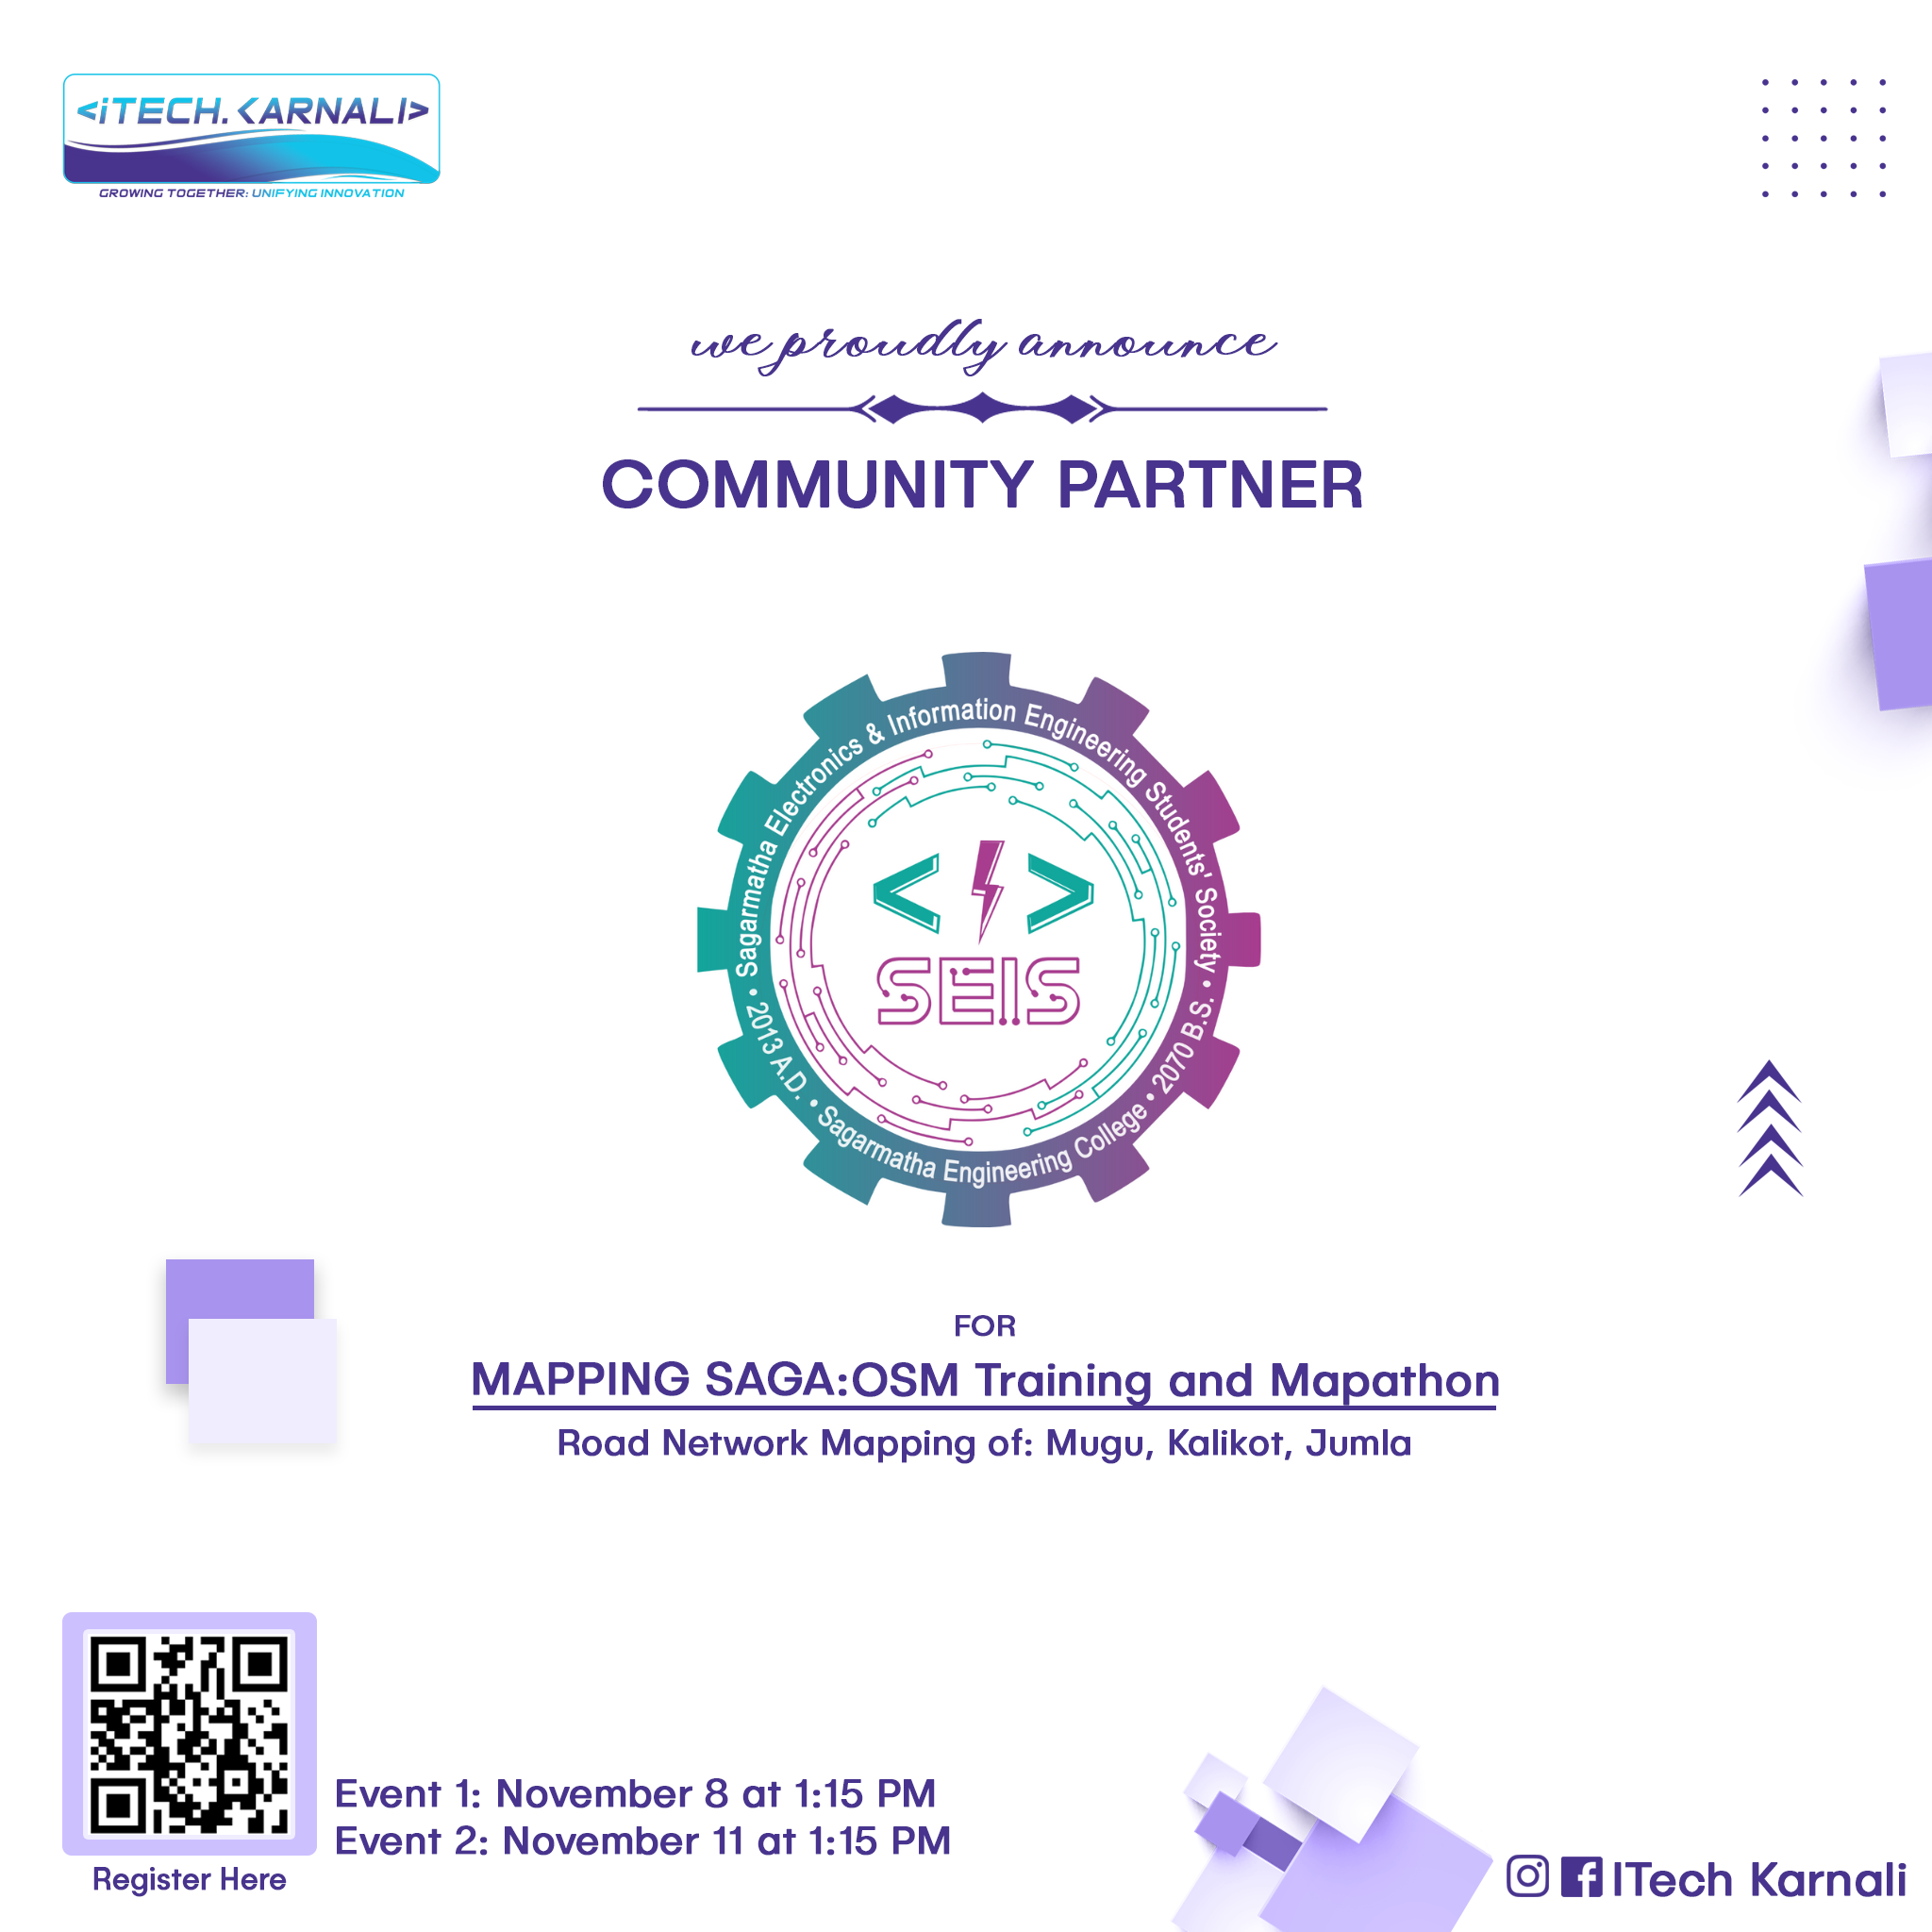 <iTECH.KARNALI>
GROWING TOGETHER: UNIFYING INNOVATION
we proudly announce
COMMUNITY PARTNER
• Sagarmatha Electronics & Information Engineering Students' Society •
SEIS
2013 A.D. • Sagarmatha Engineering College • 2070 B.S.
FOR
MAPPING SAGA:OSM Training and Mapathon
Road Network Mapping of: Mugu, Kalikot, Jumla
Event 1: November 8 at 1:15 PM
Event 2: November 11 at 1:15 PM
Register Here
ITech Karnali